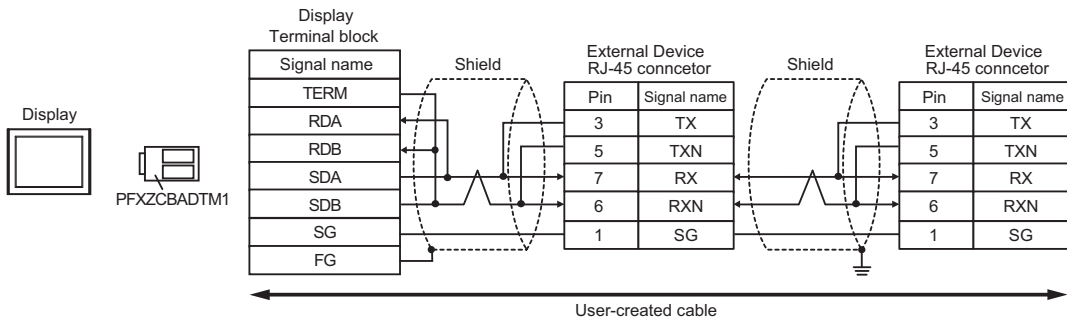 Display
Terminal block
Signal name
TERM
RDA
RDB
SDA
SDB
SG
FG
Shield
External Device
RJ-45 conncetor
Pin Signal name
3 TX
5 TXN
7 RX
6 RXN
1 SG
Shield
External Device
RJ-45 conncetor
Pin Signal name
3 TX
5 TXN
7 RX
6 RXN
1 SG
Display
PFXZCBADTM1
User-created cable